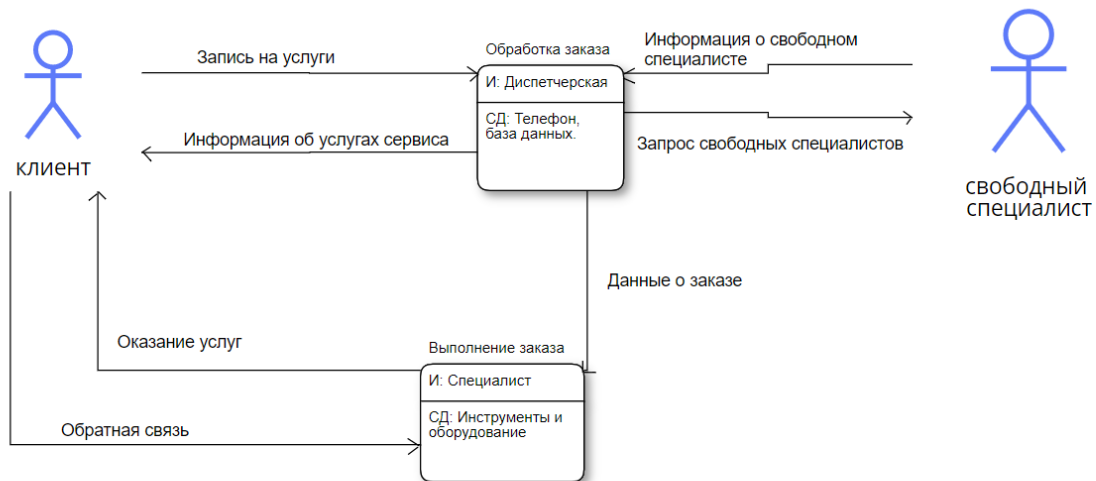 Запись на услуги
Обработка заказа
Информация о свободном
специалисте
И: Диспетчерская
СД: Телефон,
база данных.
Информация об услугах сервиса
Запрос свободных специалистов
клиент
свободный
специалист
Данные о заказе
Оказание услуг
Выполнение заказа
И: Специалист
СД: Инструменты и
оборудование
Обратная связь